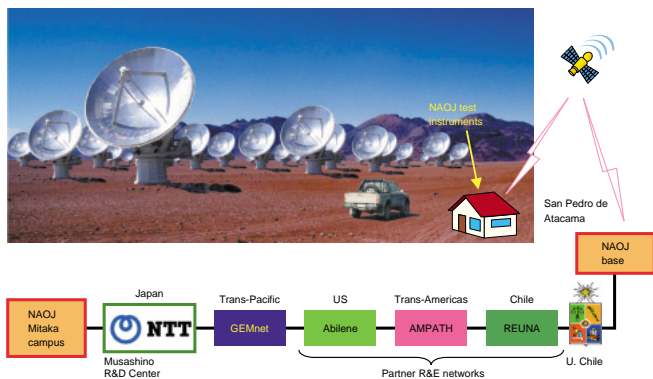 NAOJ test
instruments
San Pedro de
Atacama
NAOJ
base
Japan
Trans-Pacific
US
Trans-Americas
Chile
NAOJ
Mitaka
campus
NTT
GEMnet
Abilene
AMPATH
REUNA
Musashino
R&D Center
Partner R&E networks
U. Chile